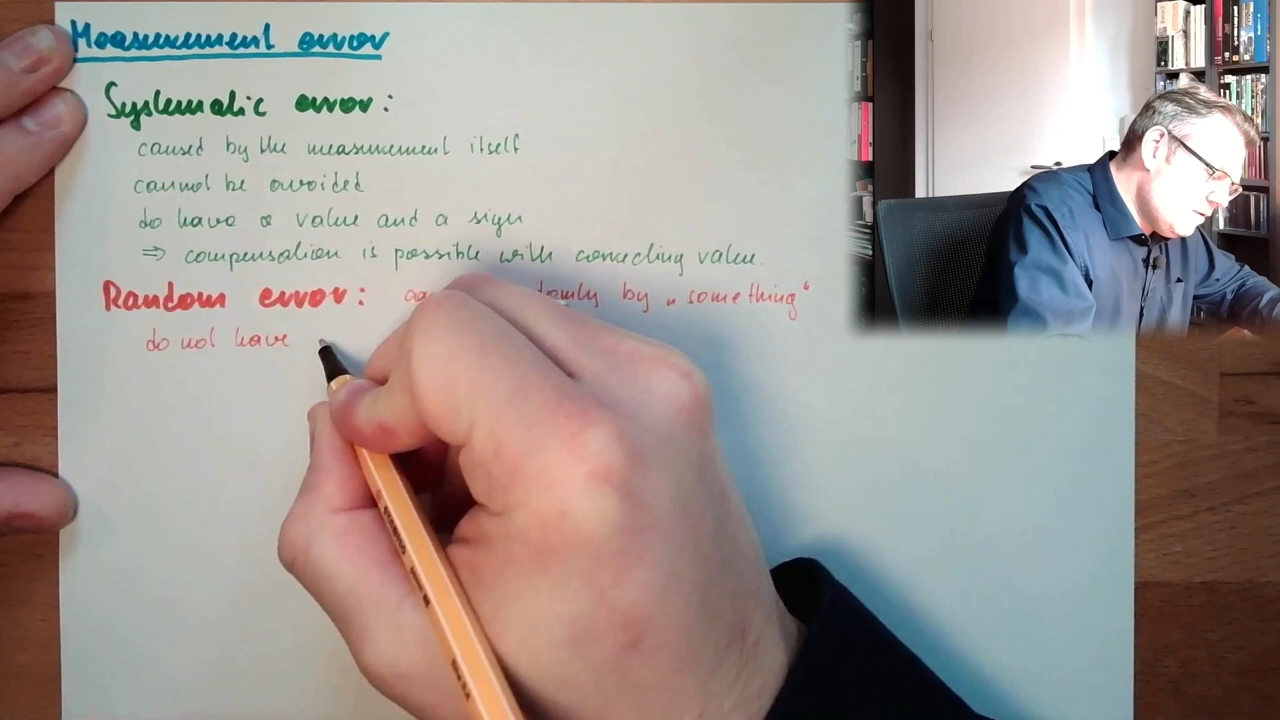 Measurement error
Systematic error:
caused by the measurement itself
cannot be avoided
do have a value and a sign
⇒ compensation is possible with correcting value.
Random error: by „something“
do not have